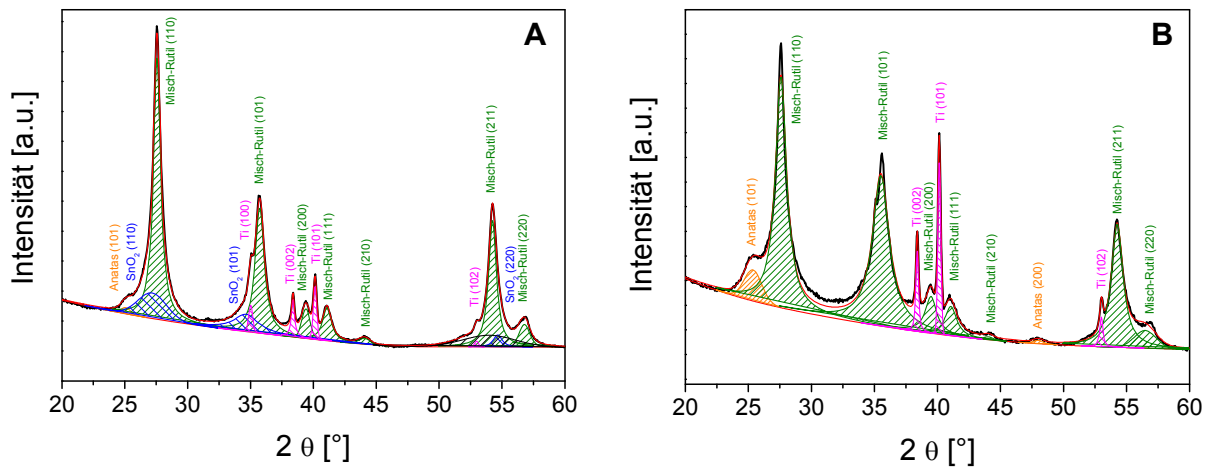 A
Intensität [a.u.]
Anatas (101)
SnO₂ (110)
Misch-Rutil (110)
SnO₂ (101)
Ti (100)
Misch-Rutil (101)
Ti (002)
Misch-Rutil (200)
Ti (101)
Misch-Rutil (111)
Misch-Rutil (210)
Ti (102)
Misch-Rutil (211)
SnO₂ (220)
Misch-Rutil (220)
20 25 30 35 40 45 50 55 60
2 θ [°]
B
Intensität [a.u.]
Anatas (101)
Misch-Rutil (110)
Misch-Rutil (101)
Ti (002)
Misch-Rutil (200)
Ti (101)
Misch-Rutil (111)
Misch-Rutil (210)
Anatas (200)
Ti (102)
Misch-Rutil (211)
Misch-Rutil (220)
20 25 30 35 40 45 50 55 60
2 θ [°]